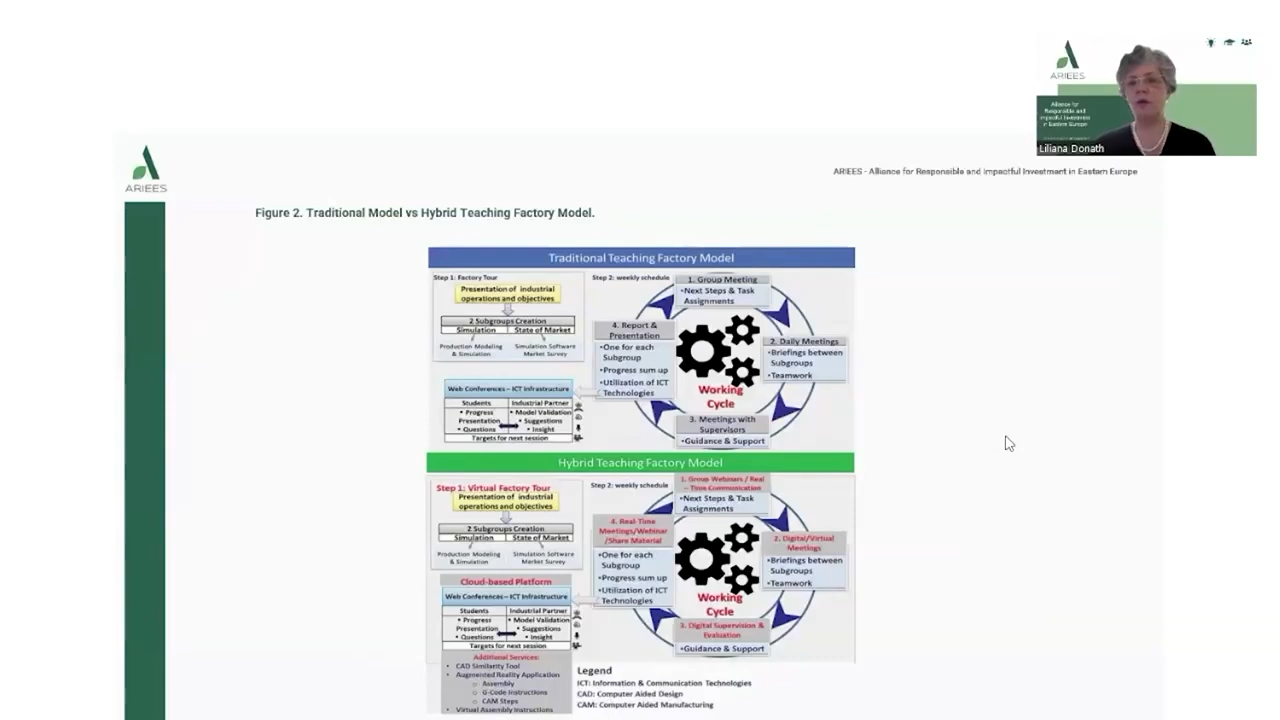 ARIEES
Alliance for
Responsible and
Impactful Investment
in Eastern Europe
Liliana Donath
ARIEES
ARIEES - Alliance for Responsible and Impactful Investment in Eastern Europe
Figure 2. Traditional Model vs Hybrid Teaching Factory Model.
Traditional Teaching Factory Model
Step 1: Factory Tour
Presentation of industrial
operations and objectives
2 Subgroups Creation
Simulation
State of Market
Production Modeling
& Simulation
Simulation Software
Market Survey
Web Conferences – ICT Infrastructure
Students
Industrial Partner
• Progress
Presentation
• Questions
• Model Validation
• Suggestions
• Insight
Targets for next session
Step 2: weekly schedule
1. Group Meeting
•Next Steps & Task
Assignments
2. Daily Meetings
•Briefings between
Subgroups
•Teamwork
3. Meetings with
Supervisors
•Guidance & Support
4. Report &
Presentation
•One for each
Subgroup
•Progress sum up
•Utilization of ICT
Technologies
Working
Cycle
Hybrid Teaching Factory Model
Step 1: Virtual Factory Tour
Presentation of industrial
operations and objectives
2 Subgroups Creation
Simulation
State of Market
Production Modeling
& Simulation
Simulation Software
Market Survey
Cloud-based Platform
Web Conferences – ICT Infrastructure
Students
Industrial Partner
• Progress
Presentation
• Questions
• Model Validation
• Suggestions
• Insight
Targets for next session
Additional Services:
• CAD Similarity Tool
• Augmented Reality Application
o Assembly
o G-Code Instructions
o CAM Steps
• Virtual Assembly Instructions
Step 2: weekly schedule
1. Group Webinars / Real
– Time Communication
•Next Steps & Task
Assignments
2. Digital/Virtual
Meetings
•Briefings between
Subgroups
•Teamwork
3. Digital Supervision &
Evaluation
•Guidance & Support
4. Real-Time
Meetings/Webinar
/Share Material
•One for each
Subgroup
•Progress sum up
•Utilization of ICT
Technologies
Working
Cycle
Legend
ICT: Information & Communication Technologies
CAD: Computer Aided Design
CAM: Computer Aided Manufacturing